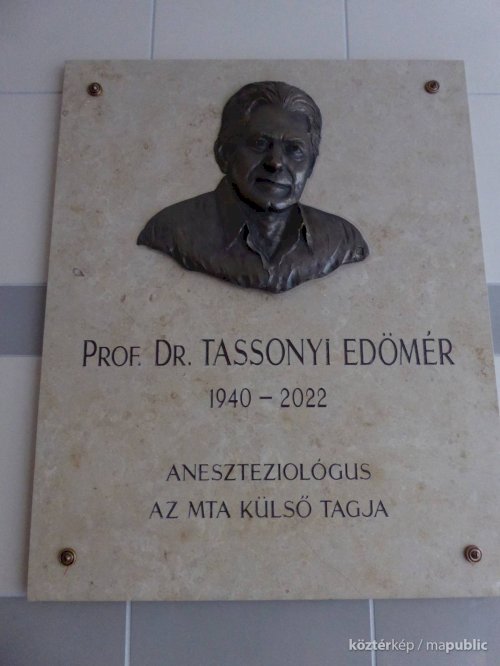 PROF. DR. TASSONYI EDÖMÉR
1940 – 2022
ANESZTEZIOLÓGUS
AZ MTA KÜLSŐ TAGJA
köztérkép / mapublic